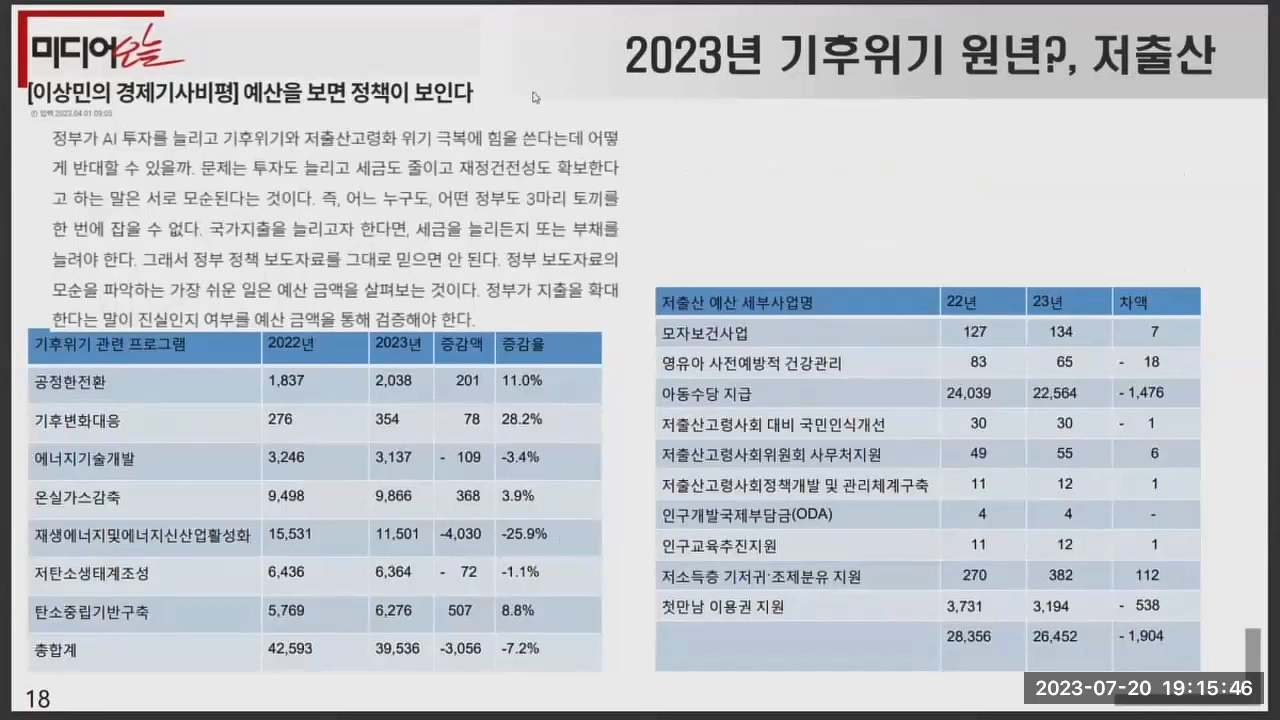 미디어오늘
2023년 기후위기 원년?, 저출산
[이상민의 경제기사비평] 예산을 보면 정책이 보인다
입력 2023.04.01 09:05
정부가 AI 투자를 늘리고 기후위기와 저출산고령화 위기 극복에 힘을 쓴다는데 어떻
게 반대할 수 있을까. 문제는 투자도 늘리고 세금도 줄이고 재정건전성도 확보한다
고 하는 말은 서로 모순된다는 것이다. 즉, 어느 누구도, 어떤 정부도 3마리 토끼를
한 번에 잡을 수 없다. 국가지출을 늘리고자 한다면, 세금을 늘리든지 또는 부채를
늘려야 한다. 그래서 정부 정책 보도자료를 그대로 믿으면 안 된다. 정부 보도자료의
모순을 파악하는 가장 쉬운 일은 예산 금액을 살펴보는 것이다. 정부가 지출을 확대
한다는 말이 진실인지 여부를 예산 금액을 통해 검증해야 한다.
기후위기 관련 프로그램 2022년 2023년 증감액 증감율
공정한전환 1,837 2,038 201 11.0%
기후변화대응 276 354 78 28.2%
에너지기술개발 3,246 3,137 - 109 -3.4%
온실가스감축 9,498 9,866 368 3.9%
재생에너지및에너지신산업활성화 15,531 11,501 -4,030 -25.9%
저탄소생태계조성 6,436 6,364 - 72 -1.1%
탄소중립기반구축 5,769 6,276 507 8.8%
총합계 42,593 39,536 -3,056 -7.2%
저출산 예산 세부사업명 22년 23년 차액
모자보건사업 127 134 7
영유아 사전예방적 건강관리 83 65 - 18
아동수당 지급 24,039 22,564 - 1,476
저출산고령사회 대비 국민인식개선 30 30 - 1
저출산고령사회위원회 사무처지원 49 55 6
저출산고령사회정책개발 및 관리체계구축 11 12 1
인구개발국제부담금(ODA) 4 4 -
인구교육추진지원 11 12 1
저소득층 기저귀·조제분유 지원 270 382 112
첫만남 이용권 지원 3,731 3,194 - 538
28,356 26,452 - 1,904
18
2023-07-20 19:15:46